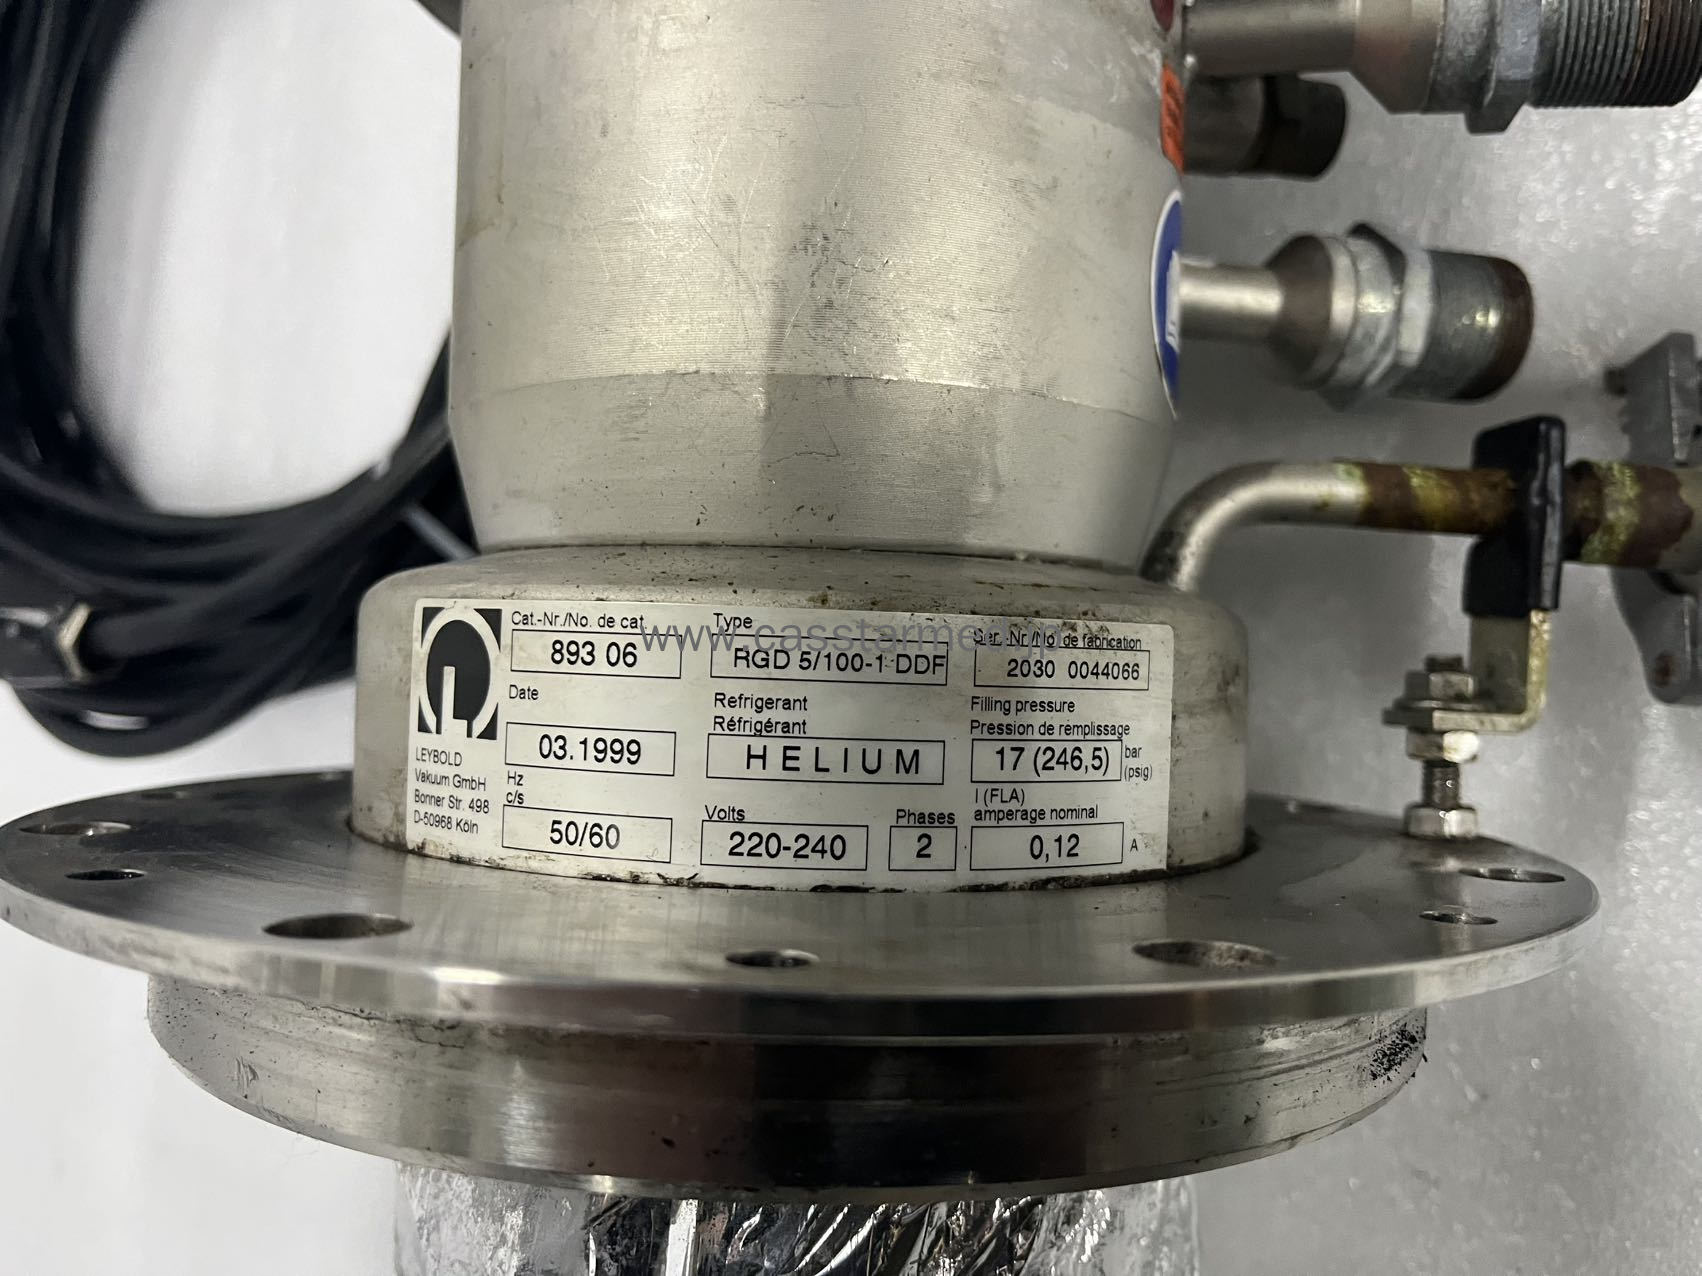 Cat.-Nr./No. de cat.
893 06
Type
RGD 5/100-1 DDF
Ser.-Nr./No. de fabrication
2030 0044066
www.casstarmed.jp
Date
03.1999
Refrigerant
Réfrigérant
HELIUM
Filling pressure
Pression de remplissage
17 (246,5) bar
(psig)
L
LEYBOLD
Vakuum GmbH
Bonner Str. 498
D-50968 Köln
Hz
c/s
50/60
Volts
220-240
Phases
2
I (FLA)
amperage nominal
0,12 A